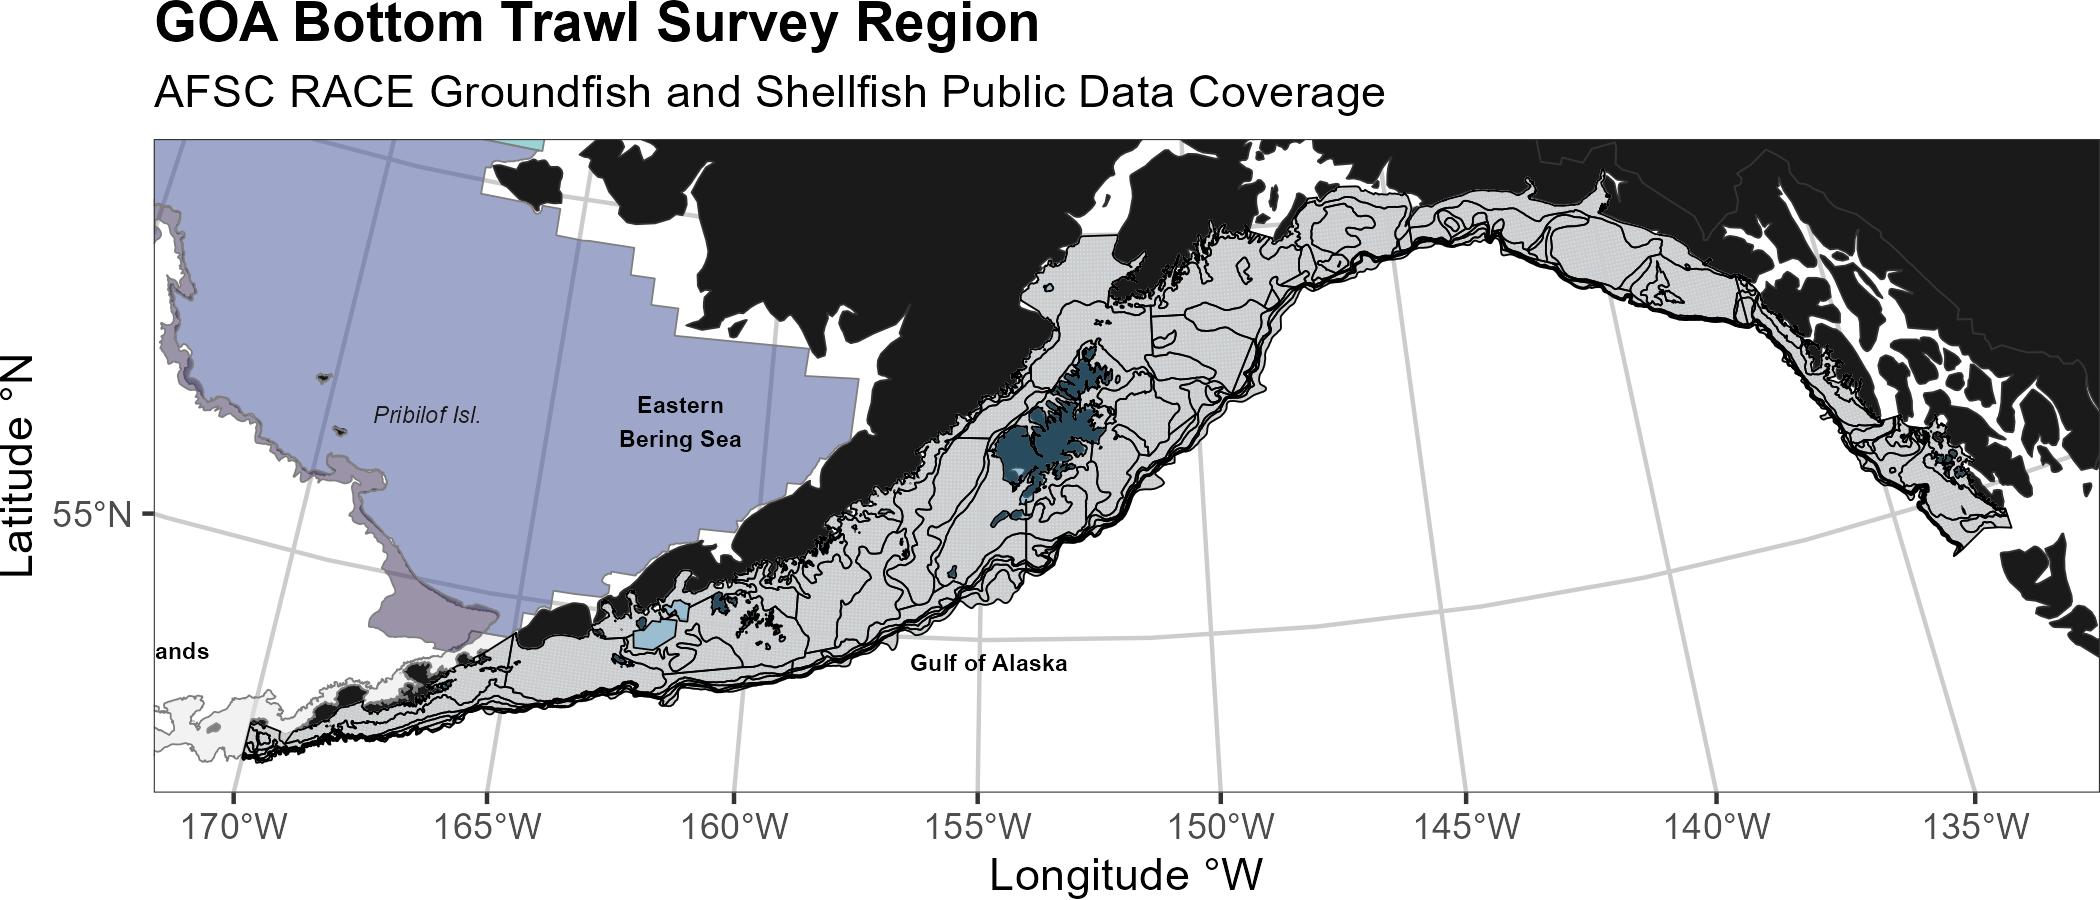 GOA Bottom Trawl Survey Region
AFSC RACE Groundfish and Shellfish Public Data Coverage
Latitude °N
55°N
Pribilof Isl.
Eastern
Bering Sea
ands
Gulf of Alaska
170°W
165°W
160°W
155°W
150°W
145°W
140°W
135°W
Longitude °W